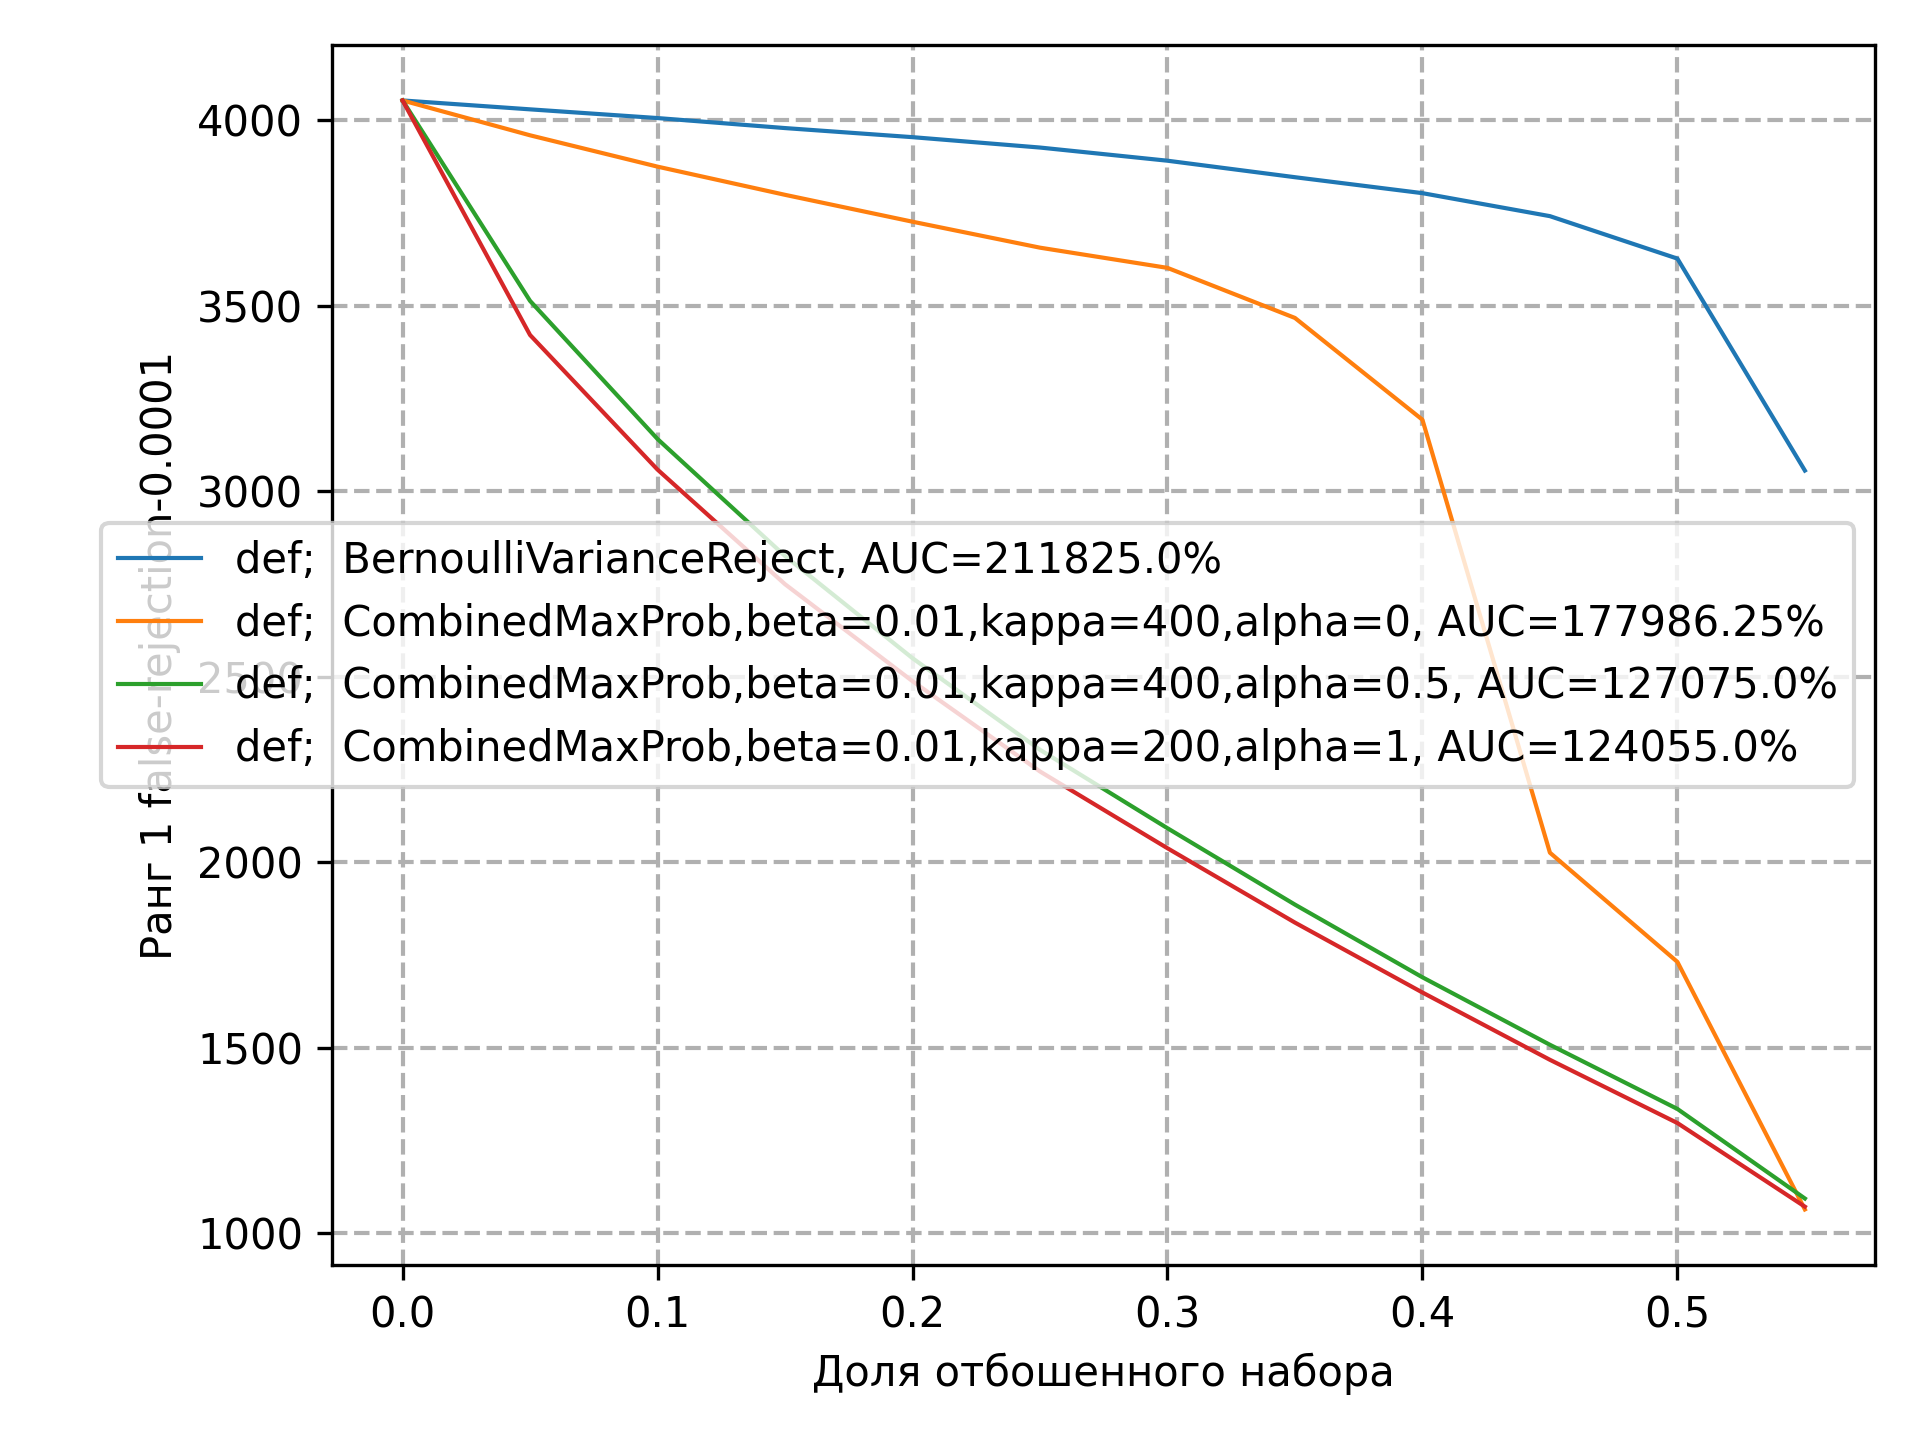 4000
3500
3000
2500
2000
1500
1000
Ранг 1 false-rejection-0.0001
def; BernoulliVarianceReject, AUC=211825.0%
def; CombinedMaxProb,beta=0.01,kappa=400,alpha=0, AUC=177986.25%
def; CombinedMaxProb,beta=0.01,kappa=400,alpha=0.5, AUC=127075.0%
def; CombinedMaxProb,beta=0.01,kappa=200,alpha=1, AUC=124055.0%
0.0 0.1 0.2 0.3 0.4 0.5
Доля отбошенного набора